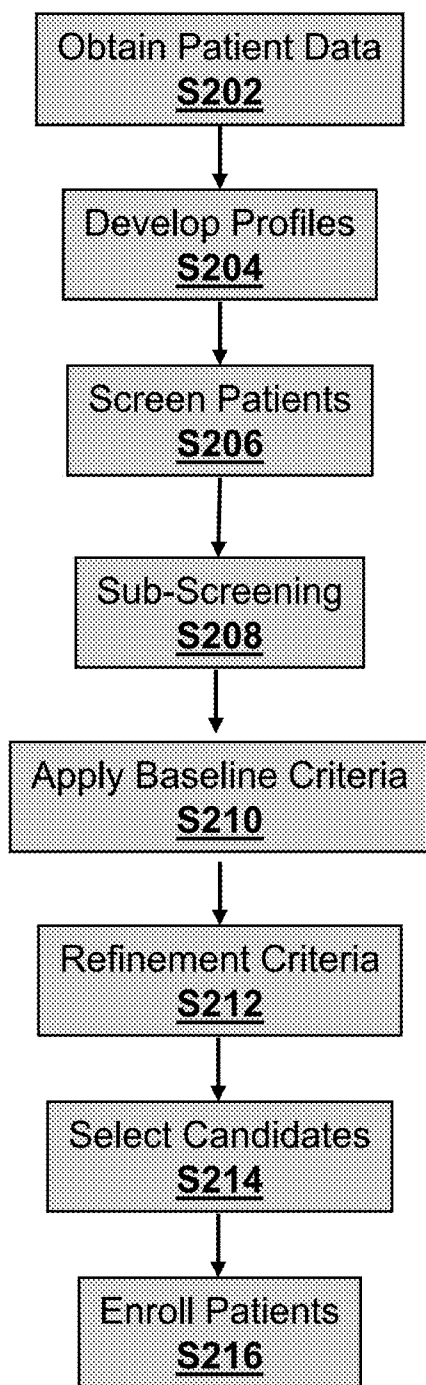 Obtain Patient Data
S202
Develop Profiles
S204
Screen Patients
S206
Sub-Screening
S208
Apply Baseline Criteria
S210
Refinement Criteria
S212
Select Candidates
S214
Enroll Patients
S216